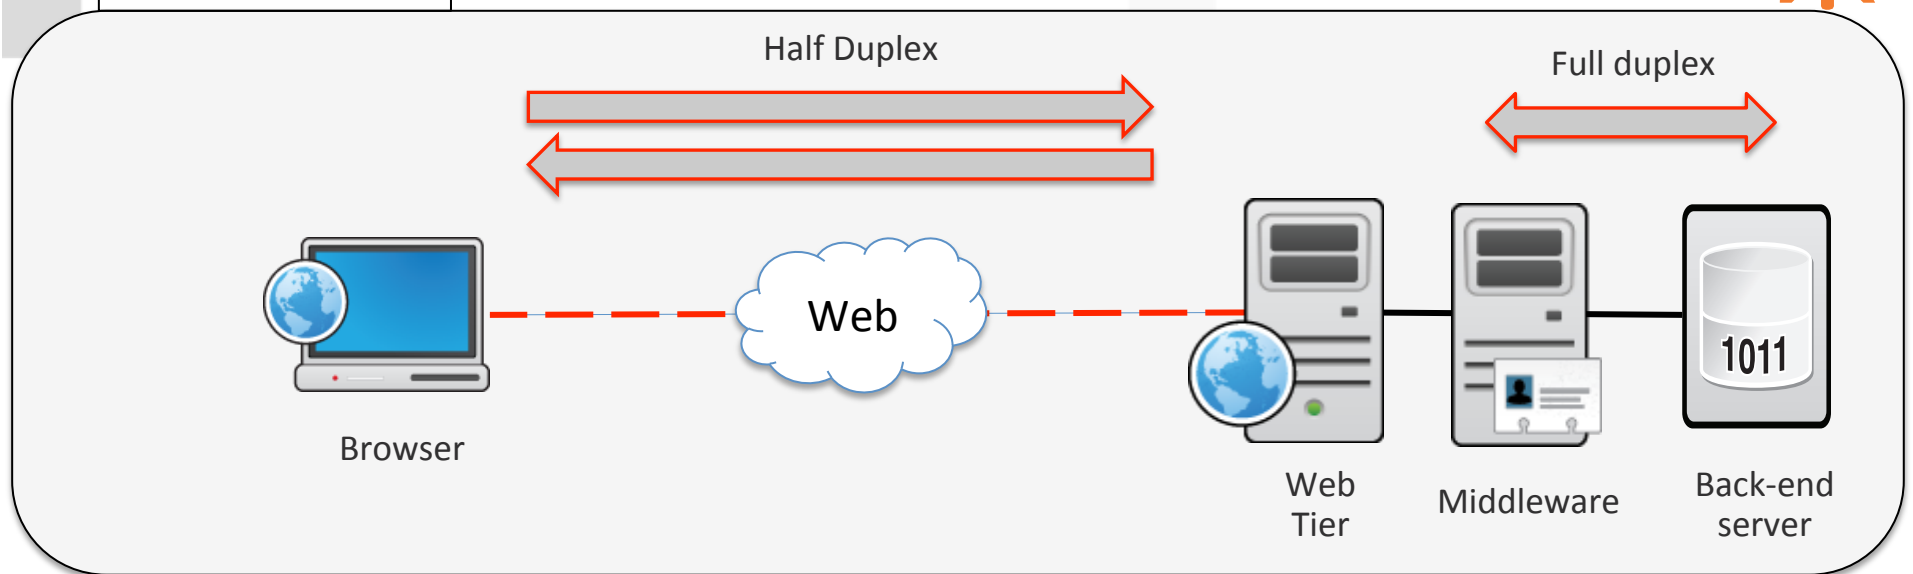 Half Duplex
Full duplex
Web
1011
Browser
Web
Tier
Middleware
Back-end
server